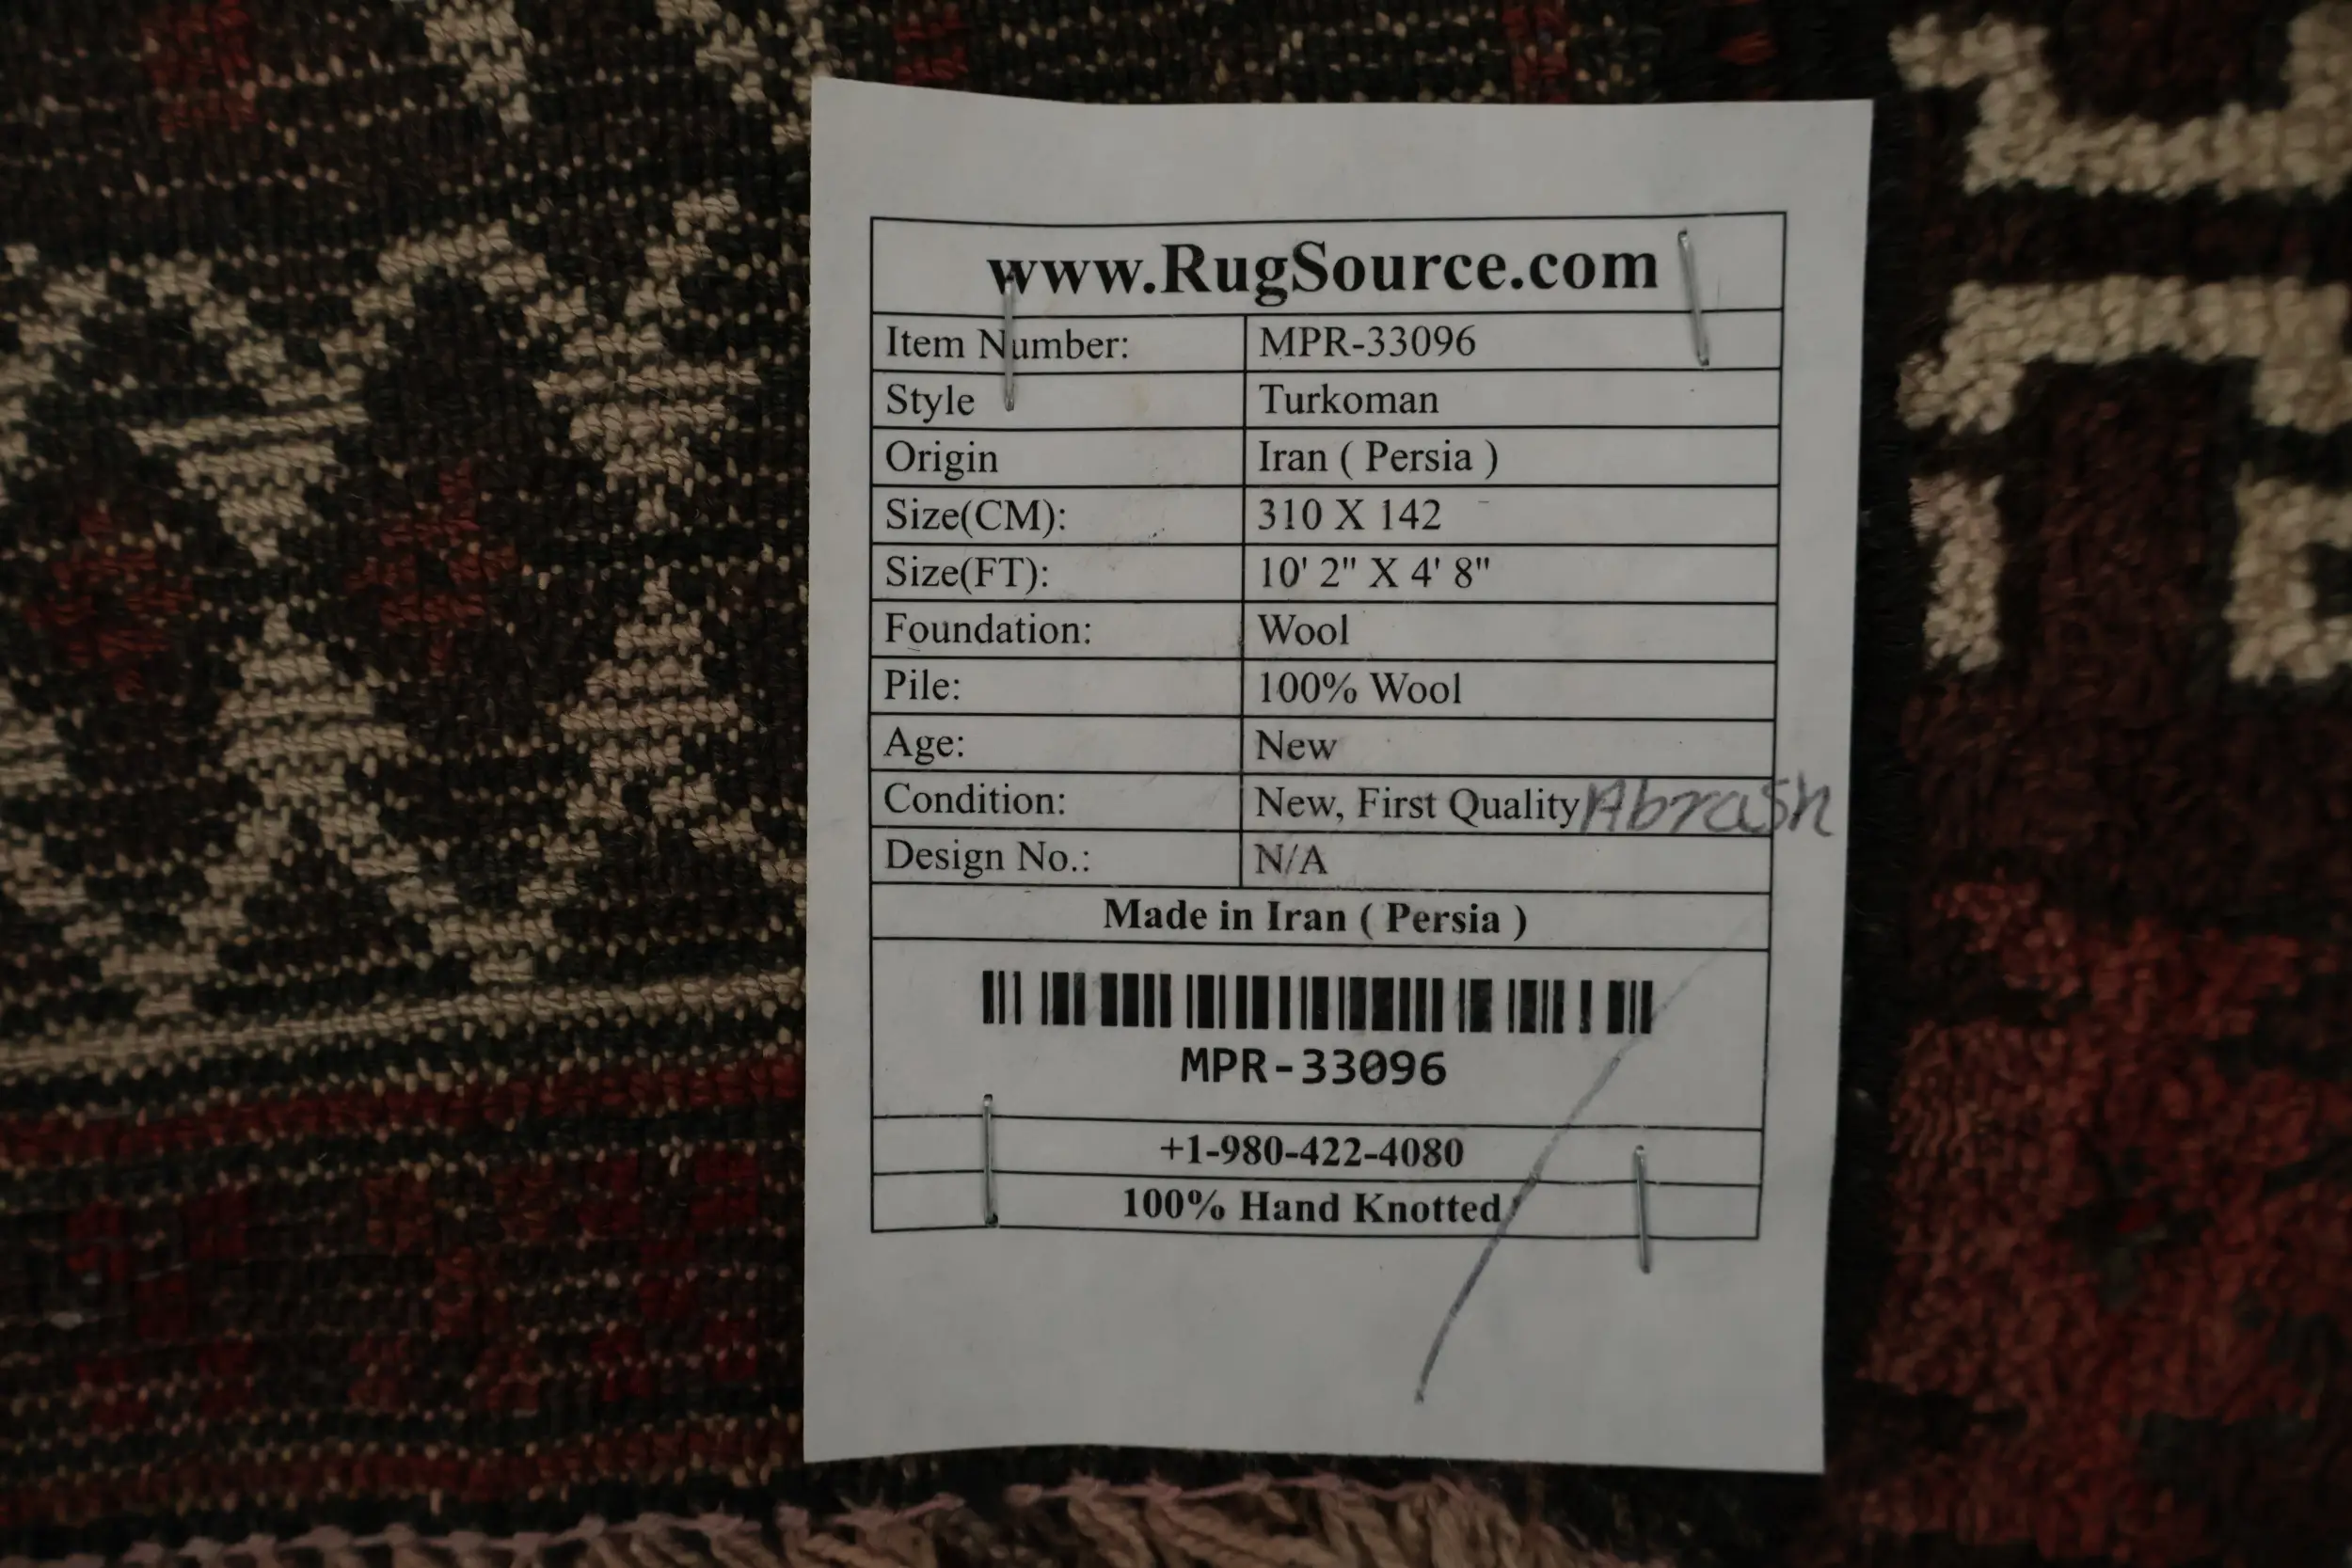 www.RugSource.com
Item Number: MPR-33096
Style Turkoman
Origin Iran ( Persia )
Size(CM): 310 X 142
Size(FT): 10' 2" X 4' 8"
Foundation: Wool
Pile: 100% Wool
Age: New
Condition: New, First Quality Abrash
Design No.: N/A
Made in Iran ( Persia )
MPR-33096
+1-980-422-4080
100% Hand Knotted